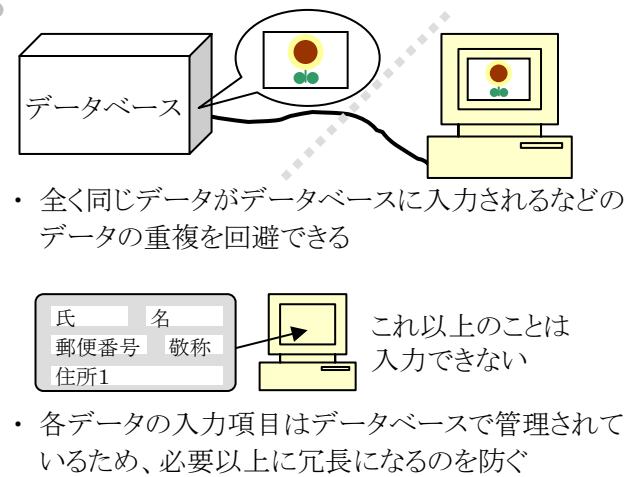 データベース
・ 全く同じデータがデータベースに入力されるなどの
データの重複を回避できる
氏 名
郵便番号 敬称
住所1
これ以上のことは
入力できない
・ 各データの入力項目はデータベースで管理されて
いるため、必要以上に冗長になるのを防ぐ